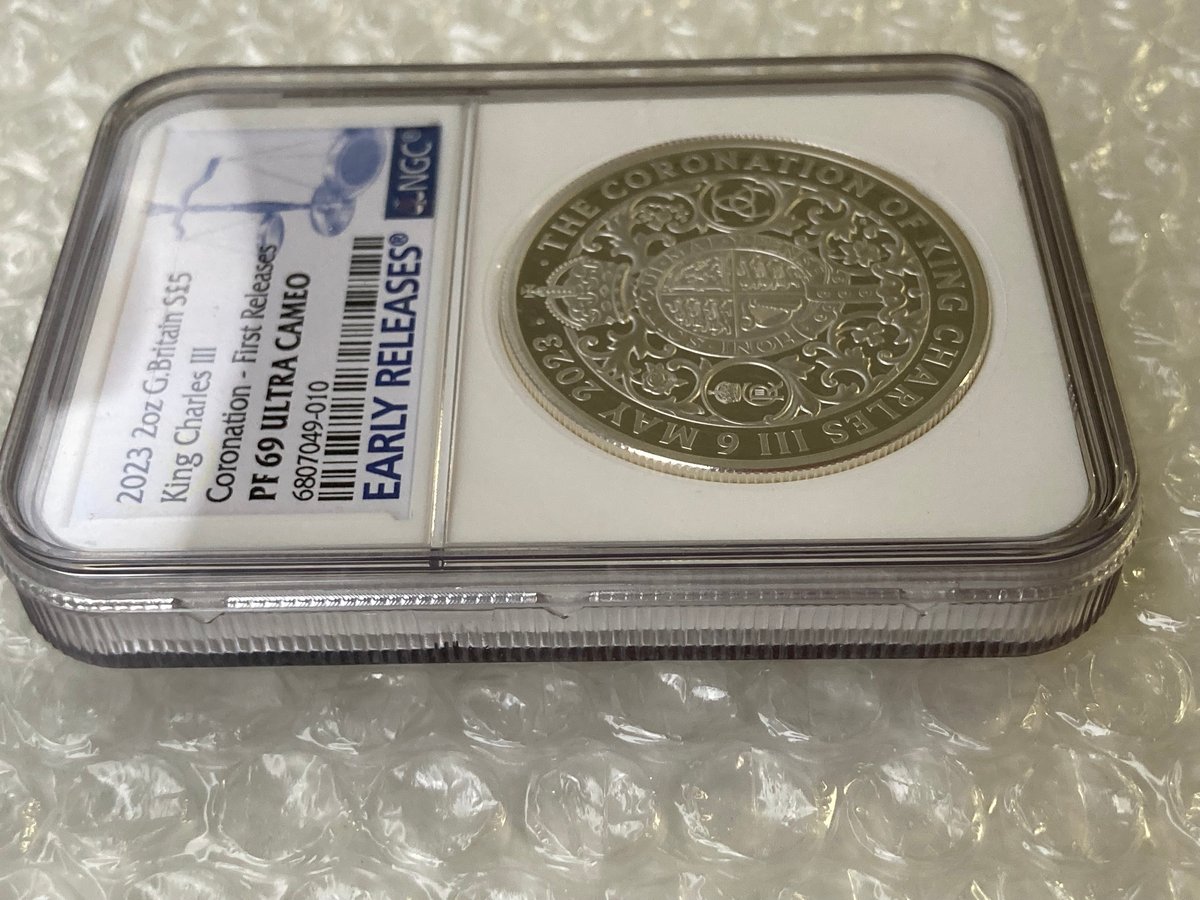 2023 2oz G.Britain S£5
King Charles III
Coronation - First Releases
PF 69 ULTRA CAMEO
6807049-010
EARLY RELEASES®
NGC®
· THE CORONATION OF KING CHARLES III 6 MAY 2023 ·
HONI